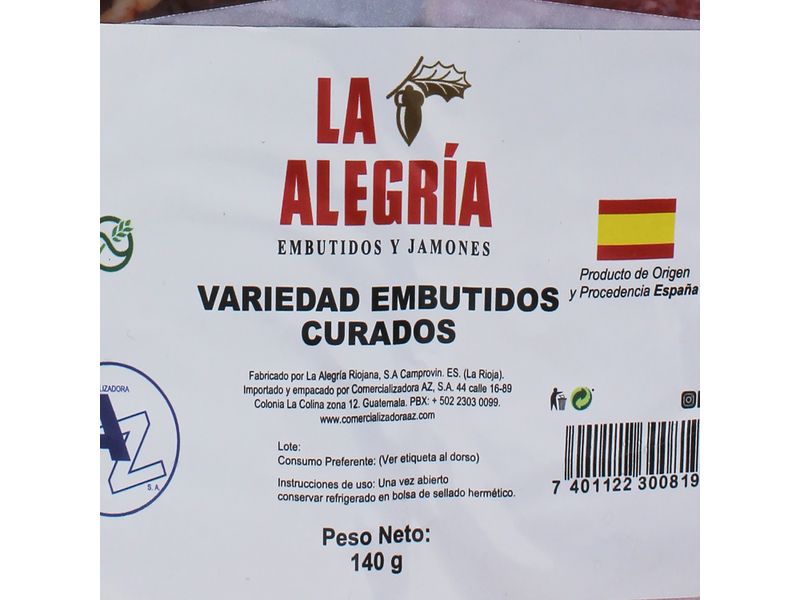 LA
ALEGRÍA
EMBUTIDOS Y JAMONES
VARIEDAD EMBUTIDOS
CURADOS
Producto de Origen
y Procedencia España
Fabricado por La Alegría Riojana, S.A Camprovin. ES. (La Rioja).
Importado y empacado por Comercializadora AZ, S.A. 44 calle 16-89
Colonia La Colina zona 12. Guatemala. PBX: + 502 2303 0099.
www.comercializadoraaz.com
LIZADORA
AZ
S.A.
Lote:
Consumo Preferente: (Ver etiqueta al dorso)
Instrucciones de uso: Una vez abierto
conservar refrigerado en bolsa de sellado hermético.
7 401122 300819
Peso Neto:
140 g